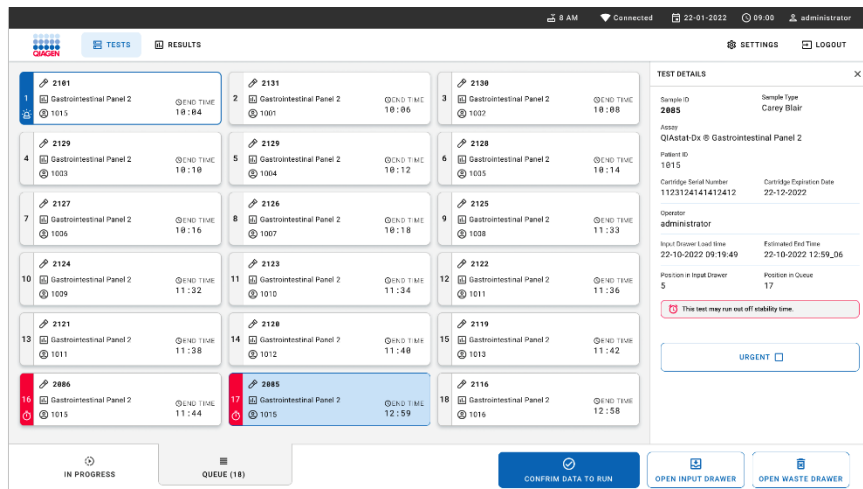 8 AM Connected 22-01-2022 09:00 administrator
QIAGEN TESTS RESULTS SETTINGS LOGOUT
1 2101 Gastrointestinal Panel 2 1015 END TIME 10:04
2 2131 Gastrointestinal Panel 2 1001 END TIME 10:06
3 2130 Gastrointestinal Panel 2 1002 END TIME 10:08
4 2129 Gastrointestinal Panel 2 1003 END TIME 10:10
5 2129 Gastrointestinal Panel 2 1004 END TIME 10:12
6 2128 Gastrointestinal Panel 2 1005 END TIME 10:14
7 2127 Gastrointestinal Panel 2 1006 END TIME 10:16
8 2126 Gastrointestinal Panel 2 1007 END TIME 10:18
9 2125 Gastrointestinal Panel 2 1008 END TIME 11:33
10 2124 Gastrointestinal Panel 2 1009 END TIME 11:32
11 2123 Gastrointestinal Panel 2 1010 END TIME 11:34
12 2122 Gastrointestinal Panel 2 1011 END TIME 11:36
13 2121 Gastrointestinal Panel 2 1011 END TIME 11:38
14 2120 Gastrointestinal Panel 2 1012 END TIME 11:40
15 2119 Gastrointestinal Panel 2 1013 END TIME 11:42
16 2086 Gastrointestinal Panel 2 1015 END TIME 11:44
17 2085 Gastrointestinal Panel 2 1015 END TIME 12:59
18 2116 Gastrointestinal Panel 2 1016 END TIME 12:58
TEST DETAILS
Sample ID Sample Type
2085 Carey Blair
Assay
QIAstat-Dx ® Gastrointestinal Panel 2
Patient ID
1015
Cartridge Serial Number Cartridge Expiration Date
1123124141412412 22-12-2022
Operator
administrator
Input Drawer Load time Estimated End Time
22-10-2022 09:19:49 22-10-2022 12:59_06
Position in Input Drawer Position in Queue
5 17
This test may run out off stability time.
URGENT
IN PROGRESS QUEUE (18) CONFRIM DATA TO RUN OPEN INPUT DRAWER OPEN WASTE DRAWER